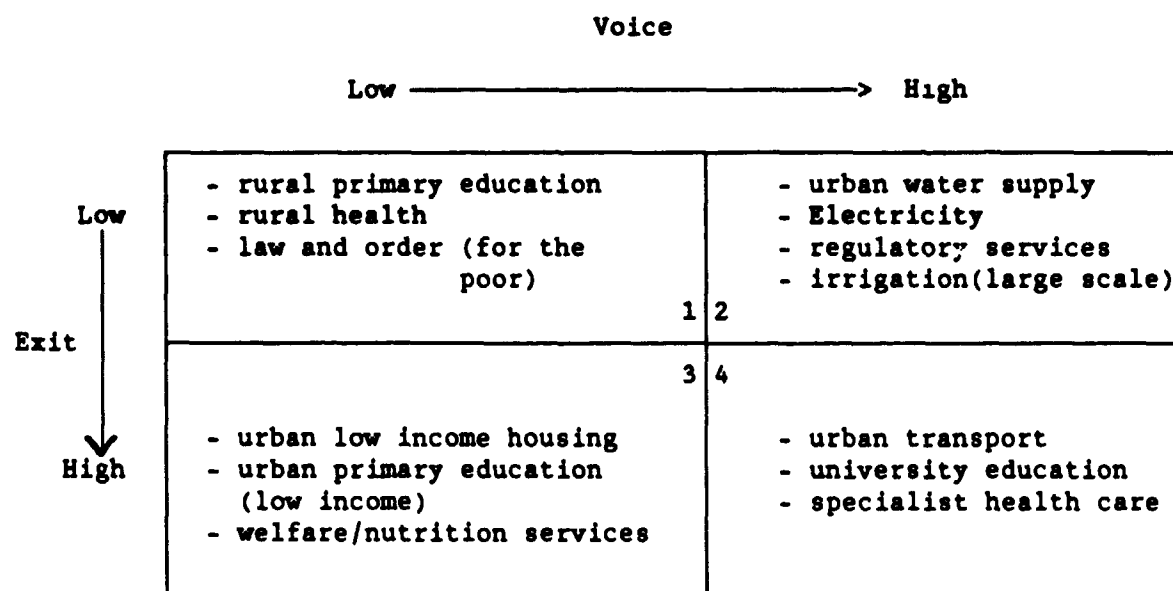 Voice
Low High
- rural primary education
- rural health
- law and order (for the
poor)
- urban water supply
- Electricity
- regulatory services
- irrigation(large scale)
Low
Exit
High
1 2
3 4
- urban low income housing
- urban primary education
(low income)
- welfare/nutrition services
- urban transport
- university education
- specialist health care